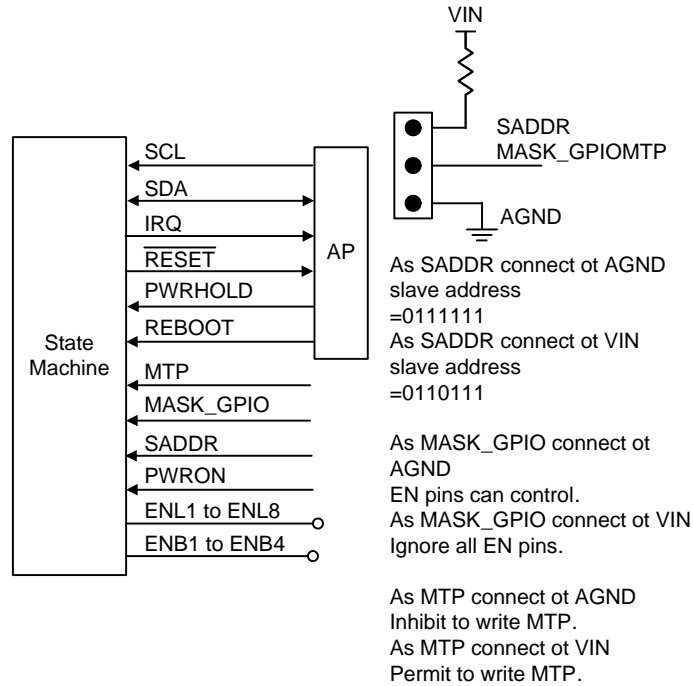 VIN
SADDR
MASK_GPIOMTP
AGND
SCL
SDA
IRQ
RESET
PWRHOLD
REBOOT
AP
State
Machine
MTP
MASK_GPIO
SADDR
PWRON
ENL1 to ENL8
ENB1 to ENB4
As SADDR connect ot AGND
slave address
=0111111
As SADDR connect ot VIN
slave address
=0110111
As MASK_GPIO connect ot
AGND
EN pins can control.
As MASK_GPIO connect ot VIN
Ignore all EN pins.
As MTP connect ot AGND
Inhibit to write MTP.
As MTP connect ot VIN
Permit to write MTP.